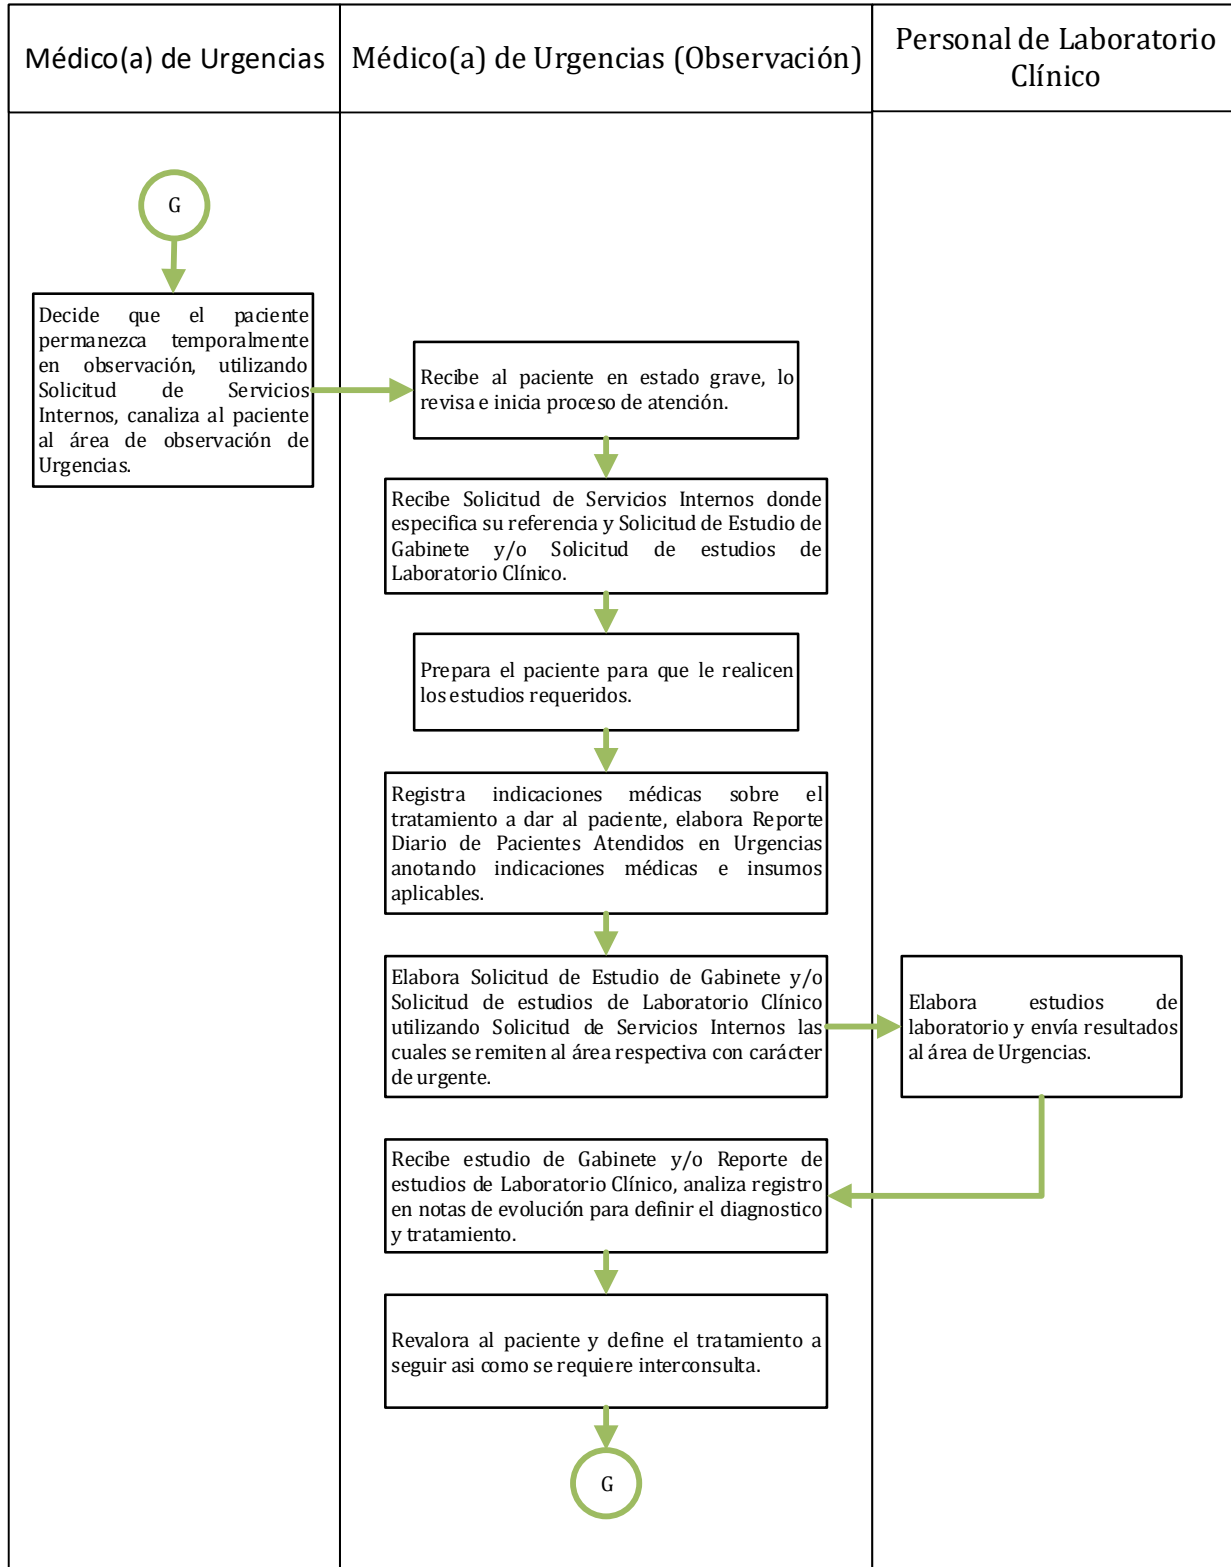 Médico(a) de Urgencias
Médico(a) de Urgencias (Observación)
Personal de Laboratorio
Clínico
G
Decide que el paciente
permanezca temporalmente
en observación, utilizando
Solicitud de Servicios
Internos, canaliza al paciente
al área de observación de
Urgencias.
Recibe al paciente en estado grave, lo
revisa e inicia proceso de atención.
Recibe Solicitud de Servicios Internos donde
especifica su referencia y Solicitud de Estudio de
Gabinete y/o Solicitud de estudios de
Laboratorio Clínico.
Prepara el paciente para que le realicen
los estudios requeridos.
Registra indicaciones médicas sobre el
tratamiento a dar al paciente, elabora Reporte
Diario de Pacientes Atendidos en Urgencias
anotando indicaciones médicas e insumos
aplicables.
Elabora Solicitud de Estudio de Gabinete y/o
Solicitud de estudios de Laboratorio Clínico
utilizando Solicitud de Servicios Internos las
cuales se remiten al área respectiva con carácter
de urgente.
Elabora estudios de
laboratorio y envía resultados
al área de Urgencias.
Recibe estudio de Gabinete y/o Reporte de
estudios de Laboratorio Clínico, analiza registro
en notas de evolución para definir el diagnostico
y tratamiento.
Revalora al paciente y define el tratamiento a
seguir asi como se requiere interconsulta.
G